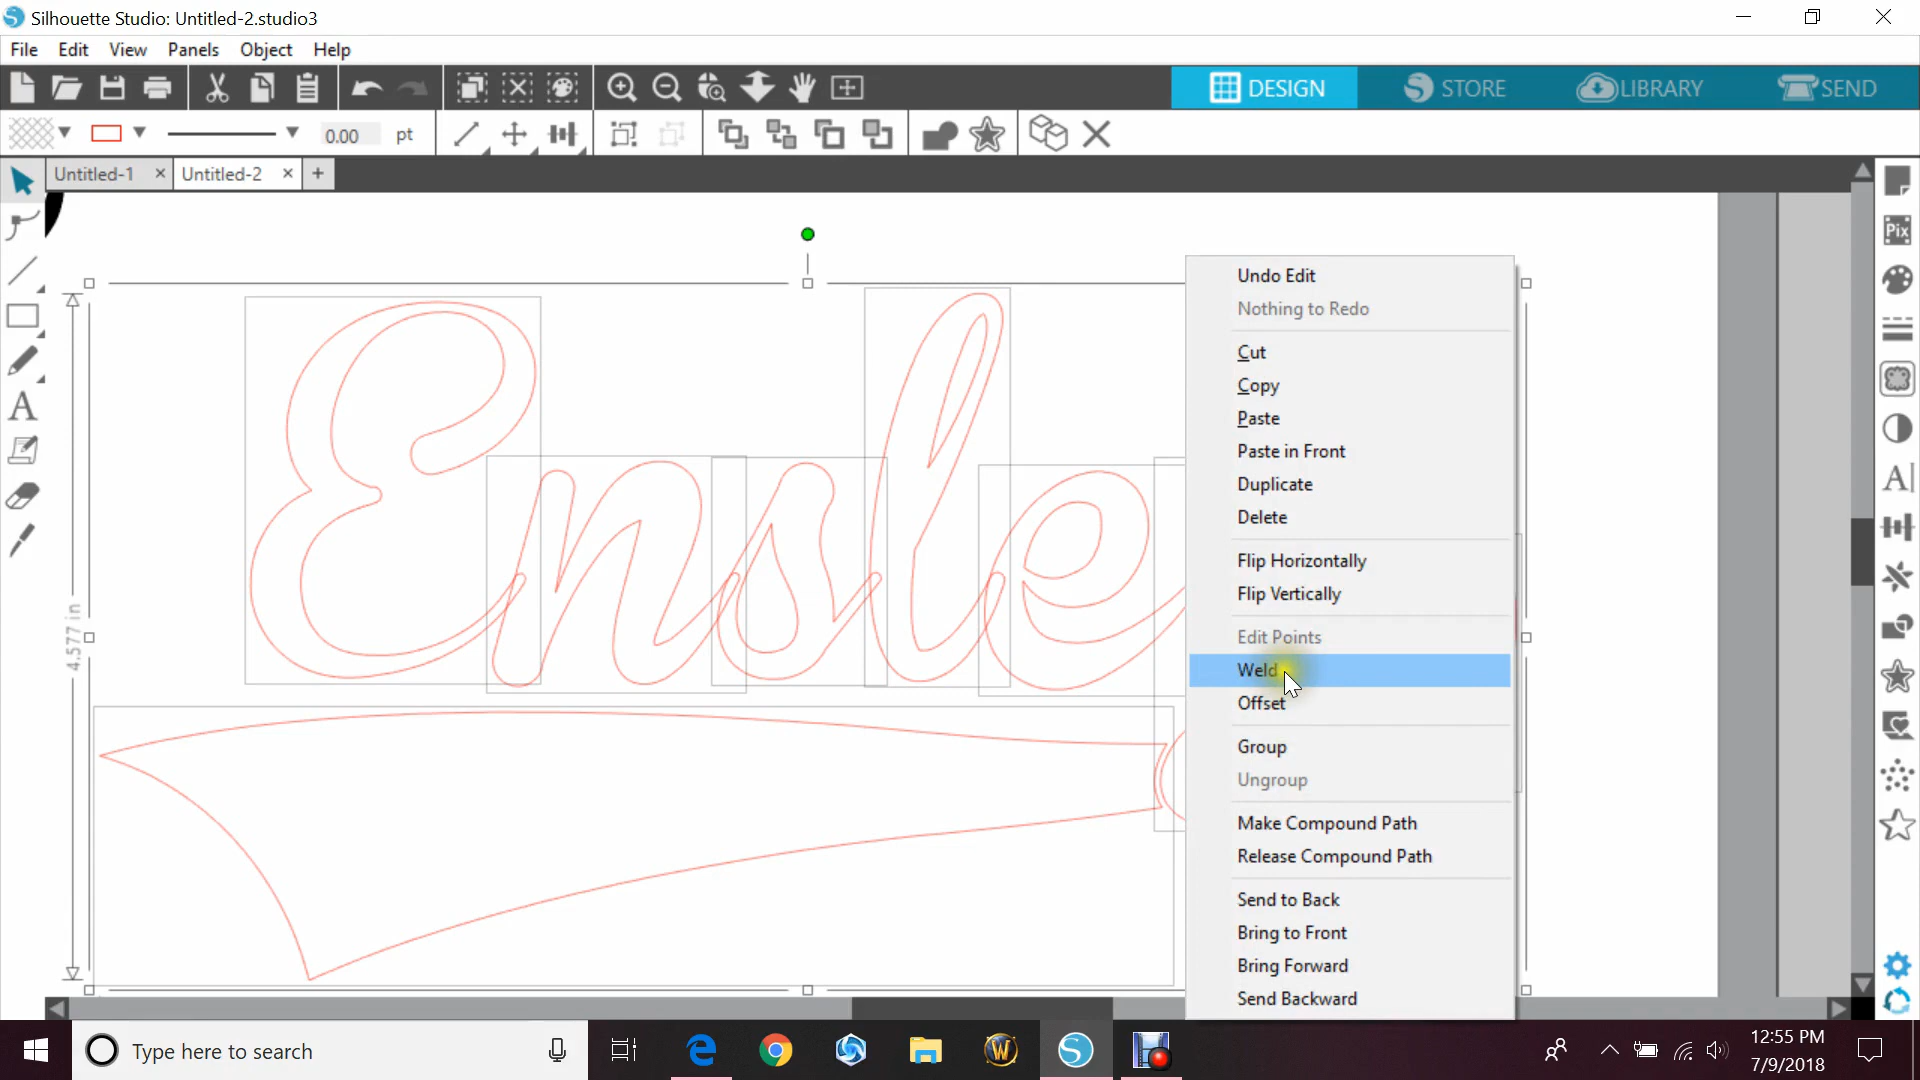 Silhouette Studio: Untitled-2.studio3
File Edit View Panels Object Help
DESIGN STORE LIBRARY SEND
0.00 pt
Untitled-1 Untitled-2
Pix
Ensle
4.577 in
Undo Edit
Nothing to Redo
Cut
Copy
Paste
Paste in Front
Duplicate
Delete
Flip Horizontally
Flip Vertically
Edit Points
Weld
Offset
Group
Ungroup
Make Compound Path
Release Compound Path
Send to Back
Bring to Front
Bring Forward
Send Backward
Type here to search
12:55 PM
7/9/2018